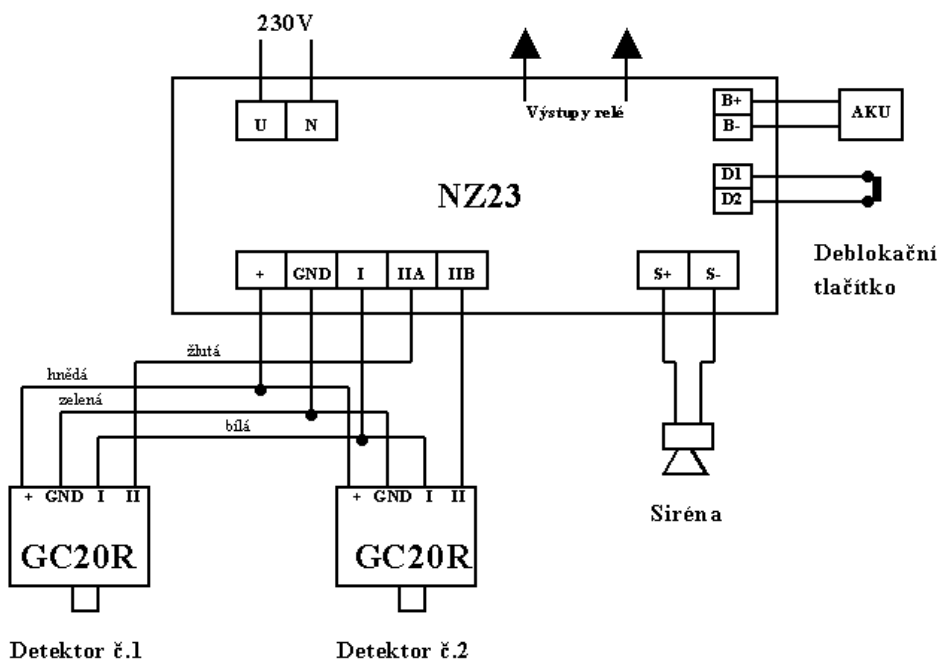 230V
U N
Výstupy relé
B+
B-
AKU
NZ23
D1
D2
Deblokační
tlačítko
+ GND I IIA IIB
S+ S-
žlutá
hnědá
zelená
bílá
+ GND I II
+ GND I II
Siréna
GC20R
GC20R
Detektor č.1
Detektor č.2